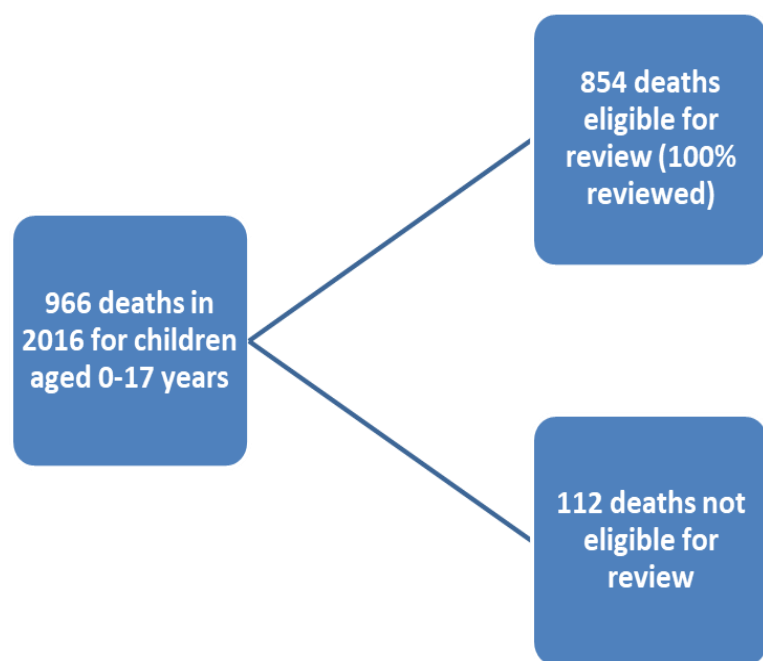 966 deaths in
2016 for children
aged 0-17 years
854 deaths
eligible for
review (100%
reviewed)
112 deaths not
eligible for
review